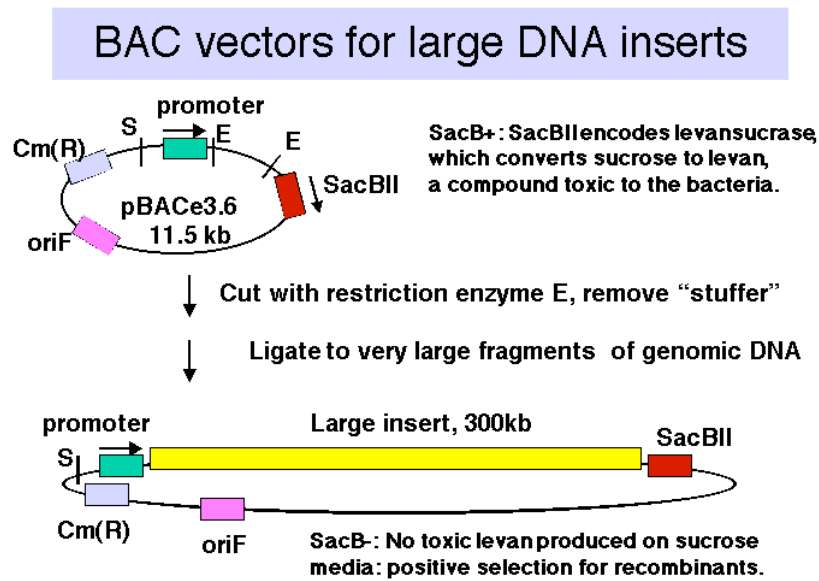 BAC vectors for large DNA inserts
promoter
S
E
E
Cm(R)
SacBII
pBACe3.6
11.5 kb
oriF
SacB+: SacBII encodes levansucrase,
which converts sucrose to levan,
a compound toxic to the bacteria.
Cut with restriction enzyme E, remove “stuffer”
Ligate to very large fragments of genomic DNA
promoter
Large insert, 300kb
SacBII
S
Cm(R)
oriF
SacB-: No toxic levan produced on sucrose
media: positive selection for recombinants.